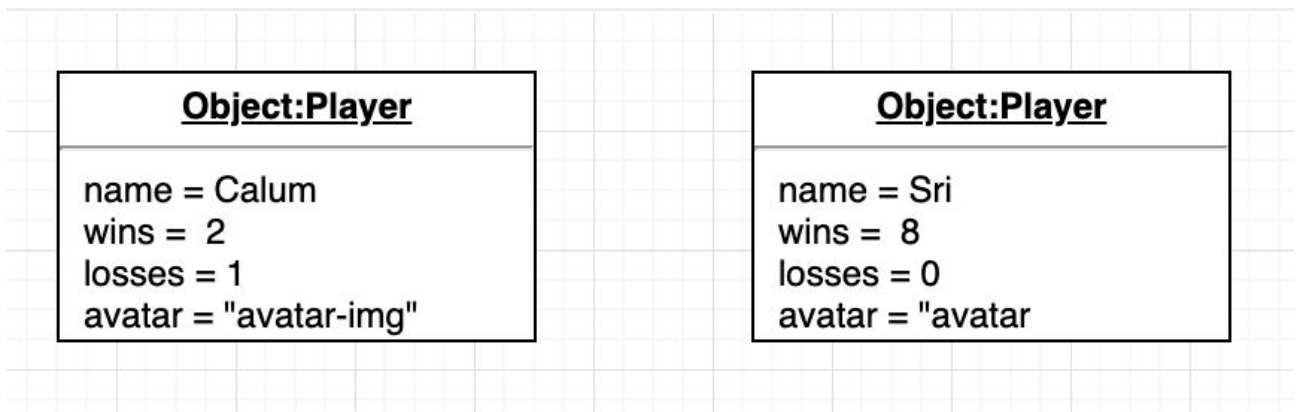 Object:Player
name = Calum
wins =  2
losses = 1
avatar = "avatar-img"
Object:Player
name = Sri
wins =  8
losses = 0
avatar = "avatar